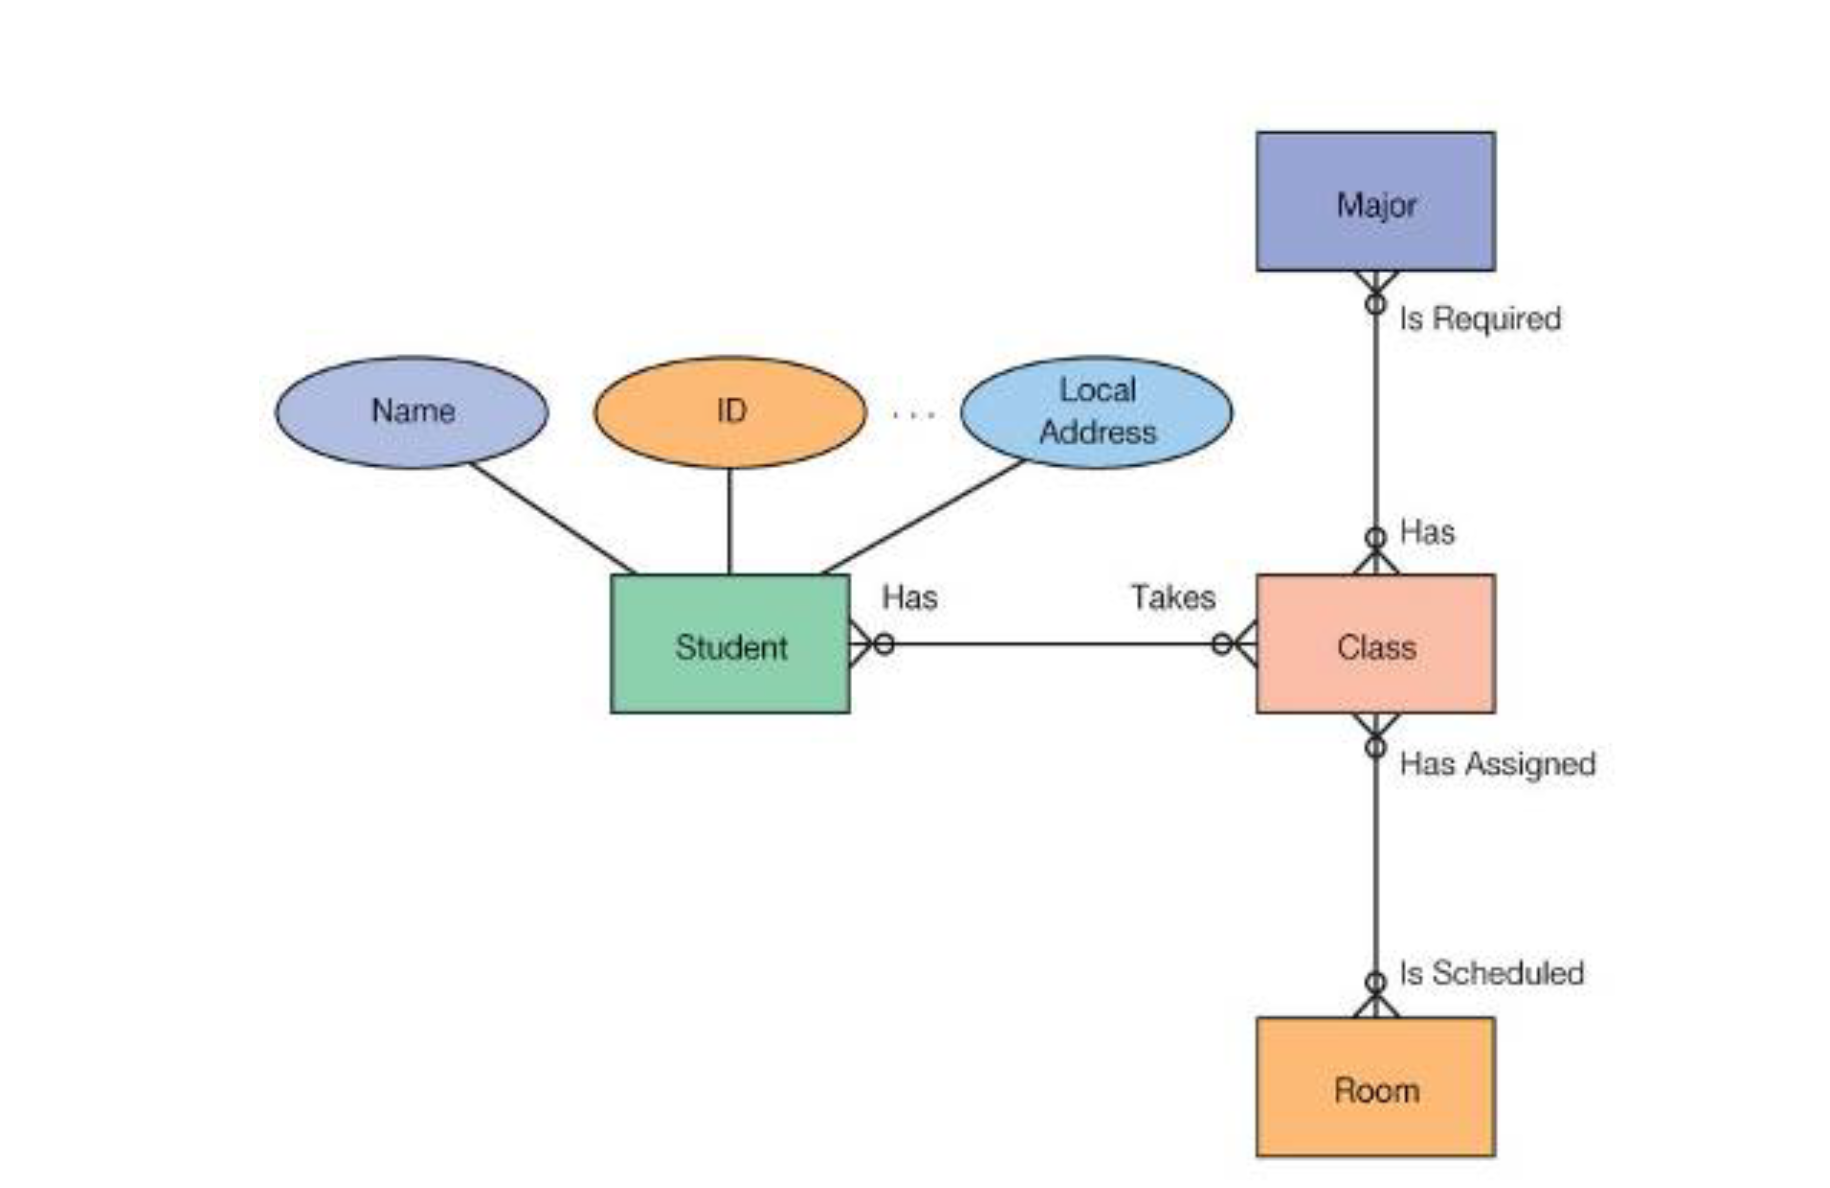 Major
Is Required
Name
ID
. . .
Local
Address
Has
Has
Takes
Student
Class
Has Assigned
Is Scheduled
Room